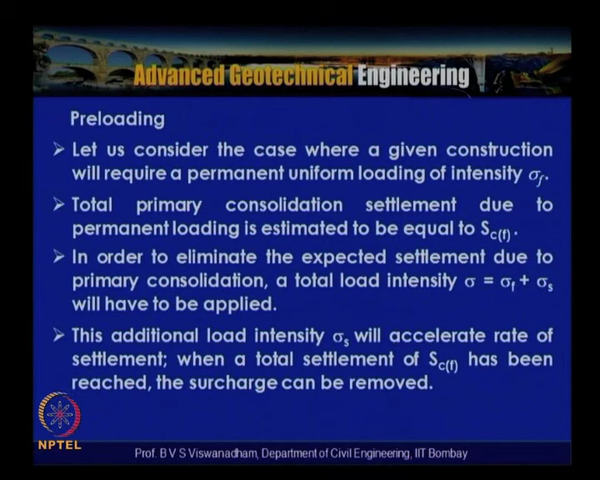 Advanced Geotechnical Engineering
Preloading
➢ Let us consider the case where a given construction
will require a permanent uniform loading of intensity σf.
➢ Total primary consolidation settlement due to
permanent loading is estimated to be equal to Sc(f).
➢ In order to eliminate the expected settlement due to
primary consolidation, a total load intensity σ = σf + σs
will have to be applied.
➢ This additional load intensity σs will accelerate rate of
settlement; when a total settlement of Sc(f) has been
reached, the surcharge can be removed.
NPTEL
Prof. B V S Viswanadham, Department of Civil Engineering, IIT Bombay